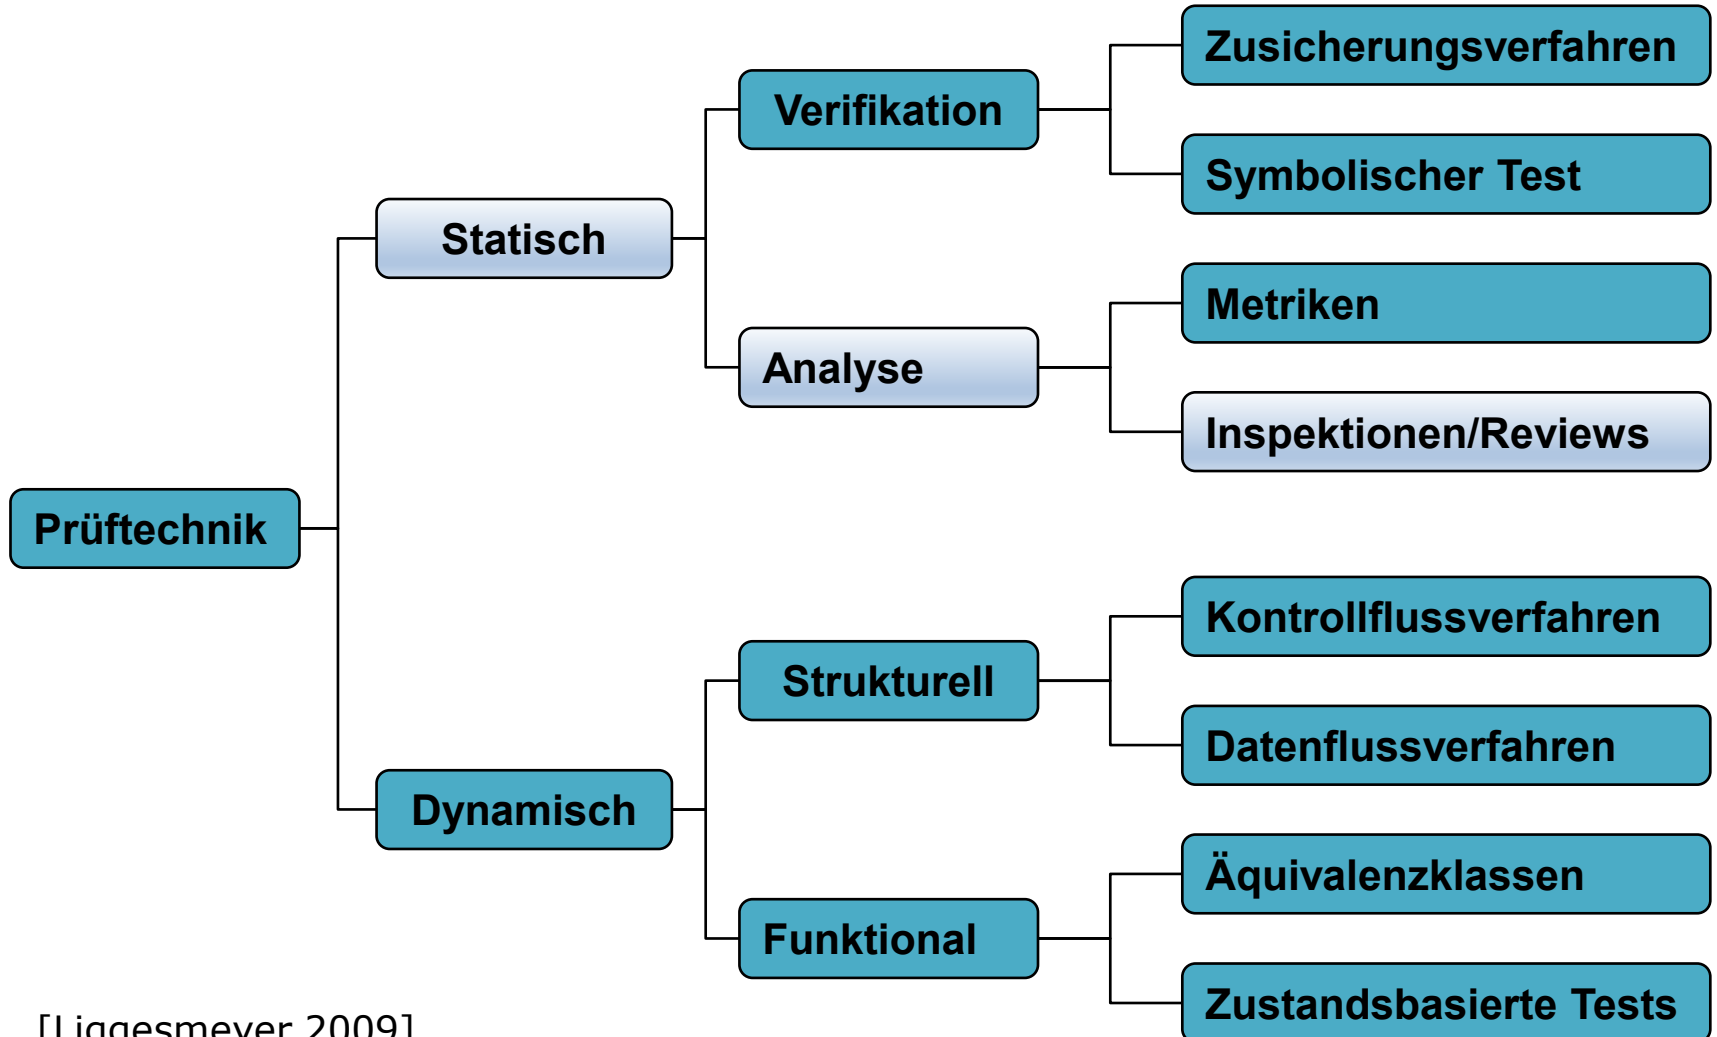 Prüftechnik
Statisch
Verifikation
Zusicherungsverfahren
Symbolischer Test
Analyse
Metriken
Inspektionen/Reviews
Dynamisch
Strukturell
Kontrollflussverfahren
Datenflussverfahren
Funktional
Äquivalenzklassen
Zustandsbasierte Tests
[Liggesmeyer 2009]